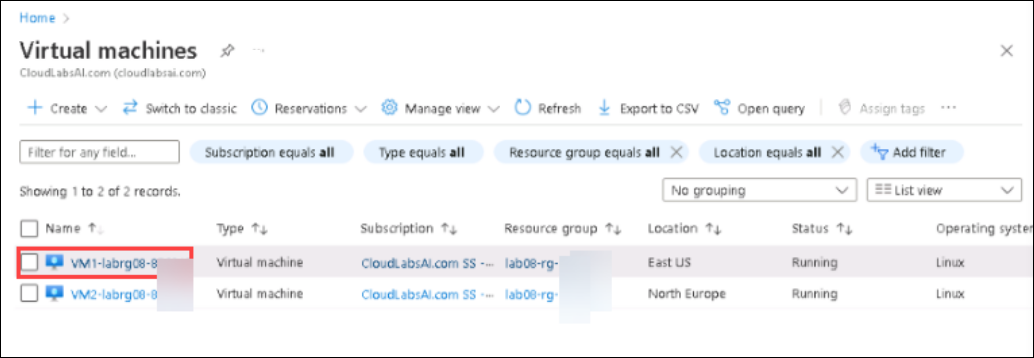 Home >
Virtual machines
CloudLabsAI.com (cloudlabsai.com)
Create Switch to classic Reservations Manage view Refresh Export to CSV Open query Assign tags ...
Filter for any field... Subscription equals all Type equals all Resource group equals all Location equals all Add filter
Showing 1 to 2 of 2 records. No grouping List view
Name Type Subscription Resource group Location Status Operating system
VM1-labrg08-8 Virtual machine CloudLabsAI.com SS -... lab08-rg- East US Running Linux
VM2-labrg08-8 Virtual machine CloudLabsAI.com SS -... lab08-rg- North Europe Running Linux